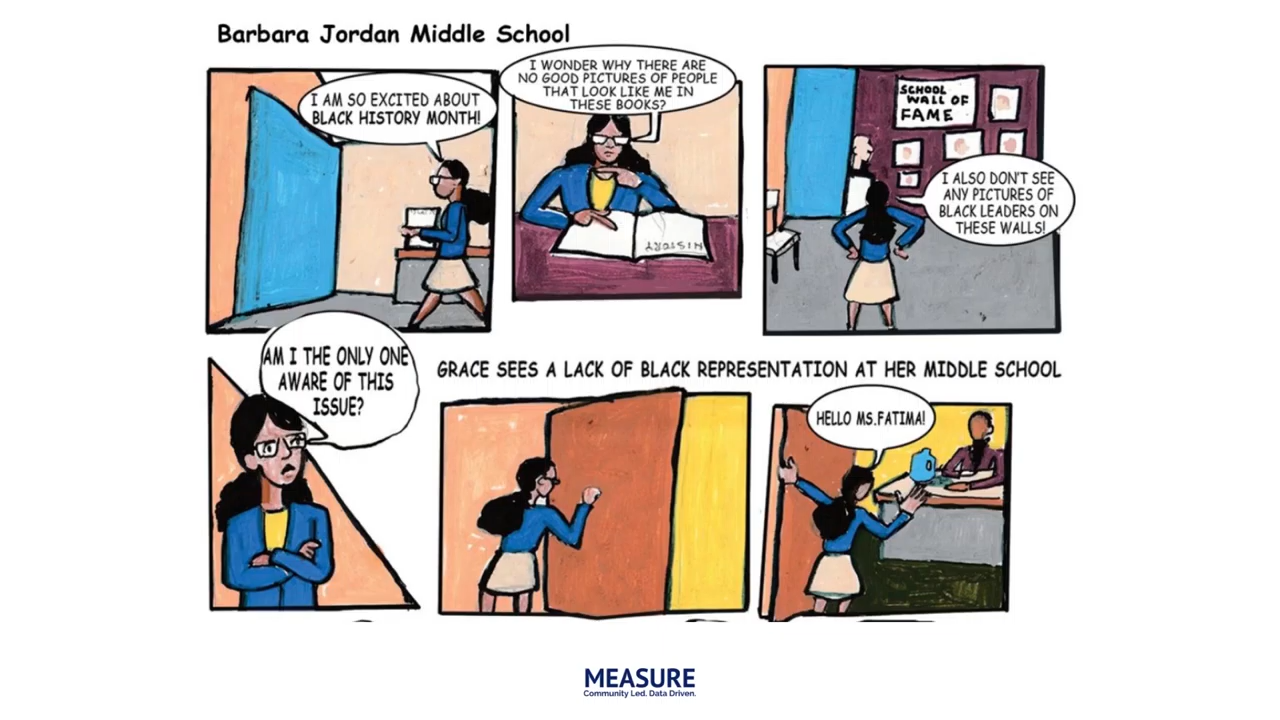 Barbara Jordan Middle School
I AM SO EXCITED ABOUT
BLACK HISTORY MONTH!
I WONDER WHY THERE ARE
NO GOOD PICTURES OF PEOPLE
THAT LOOK LIKE ME IN
THESE BOOKS?
HISTORY
SCHOOL
WALL OF
FAME
I ALSO DON'T SEE
ANY PICTURES OF
BLACK LEADERS ON
THESE WALLS!
AM I THE ONLY ONE
AWARE OF THIS
ISSUE?
GRACE SEES A LACK OF BLACK REPRESENTATION AT HER MIDDLE SCHOOL
HELLO MS.FATIMA!
MEASURE
Community Led. Data Driven.